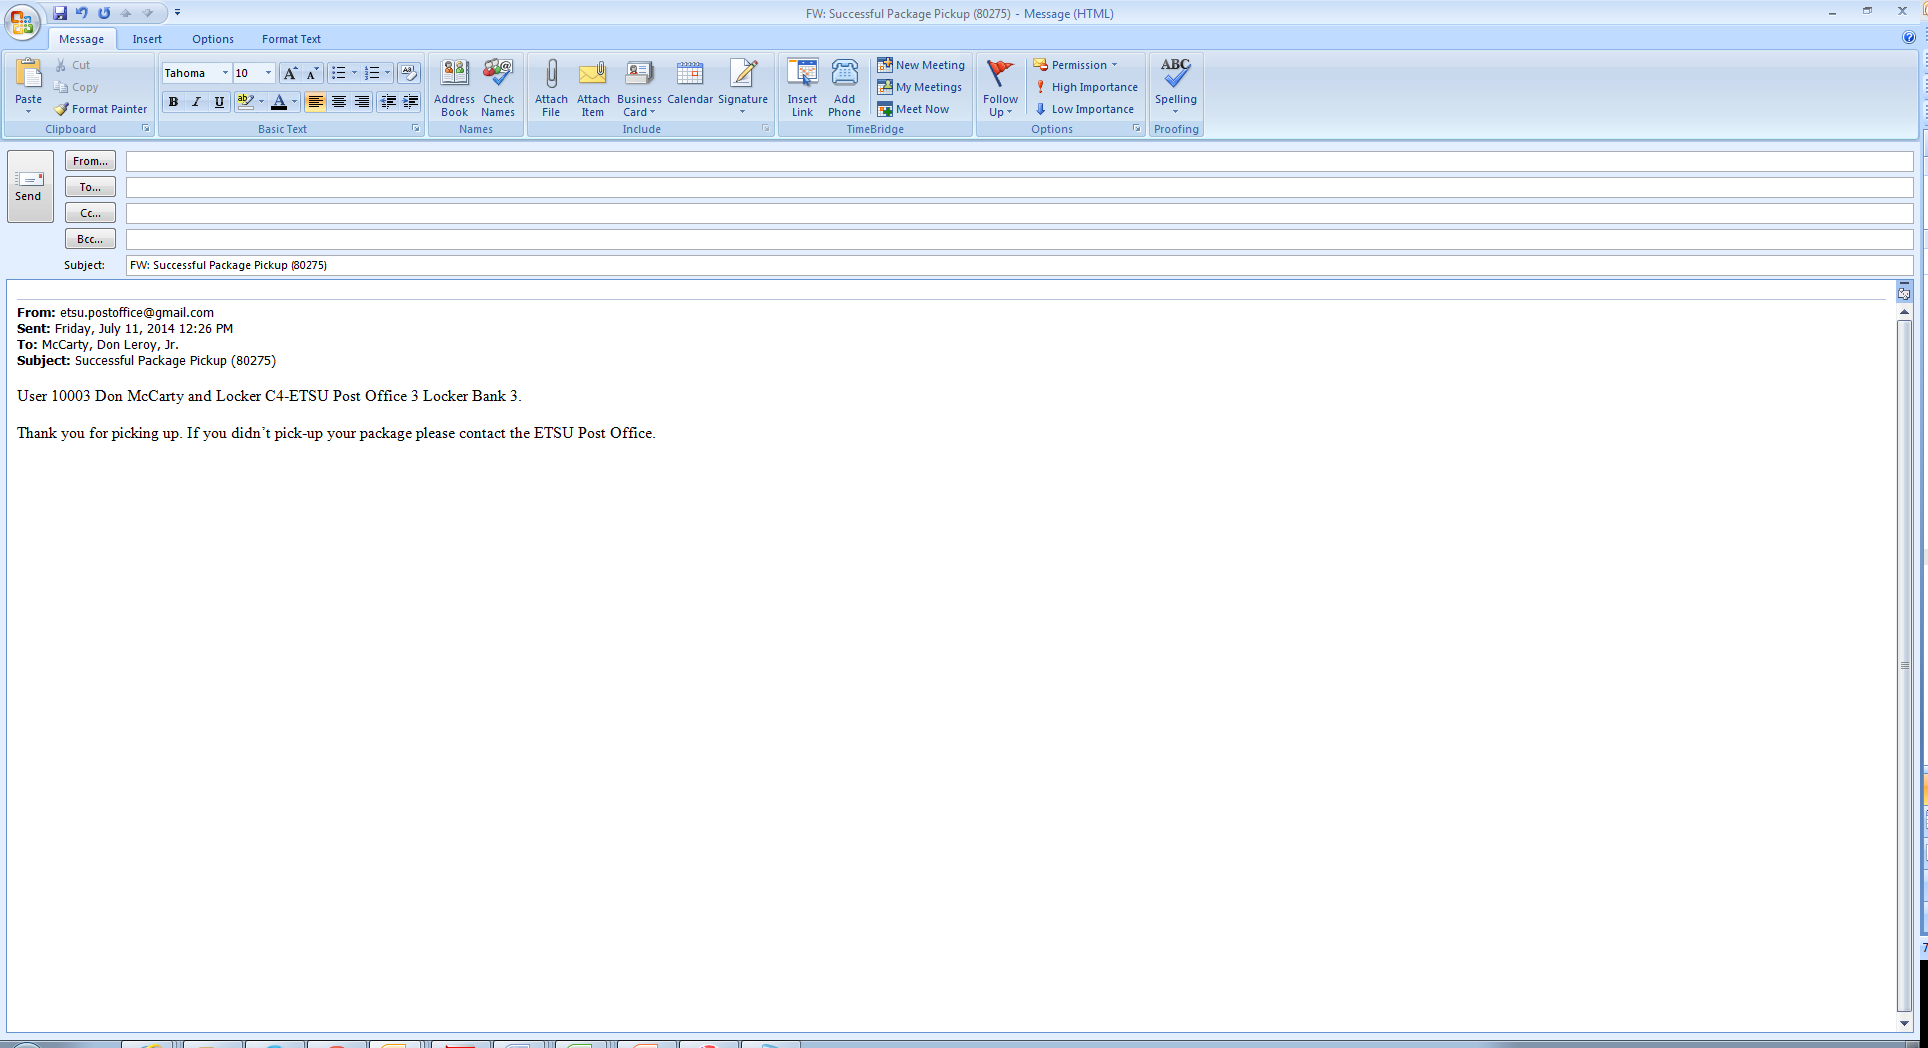 FW: Successful Package Pickup (80275) - Message (HTML)
Message Insert Options Format Text
Paste
Cut
Copy
Format Painter
Clipboard
Tahoma 10
B I U
Basic Text
Address Book
Check Names
Names
Attach File
Attach Item
Business Card
Calendar
Signature
Include
Insert Link
Add Phone
New Meeting
My Meetings
Meet Now
TimeBridge
Follow Up
Permission
High Importance
Low Importance
Options
ABC
Spelling
Proofing
Send
From...
To...
Cc...
Bcc...
Subject: FW: Successful Package Pickup (80275)
From: etsu.postoffice@gmail.com
Sent: Friday, July 11, 2014 12:26 PM
To: McCarty, Don Leroy, Jr.
Subject: Successful Package Pickup (80275)
User 10003 Don McCarty and Locker C4-ETSU Post Office 3 Locker Bank 3.
Thank you for picking up. If you didn’t pick-up your package please contact the ETSU Post Office.